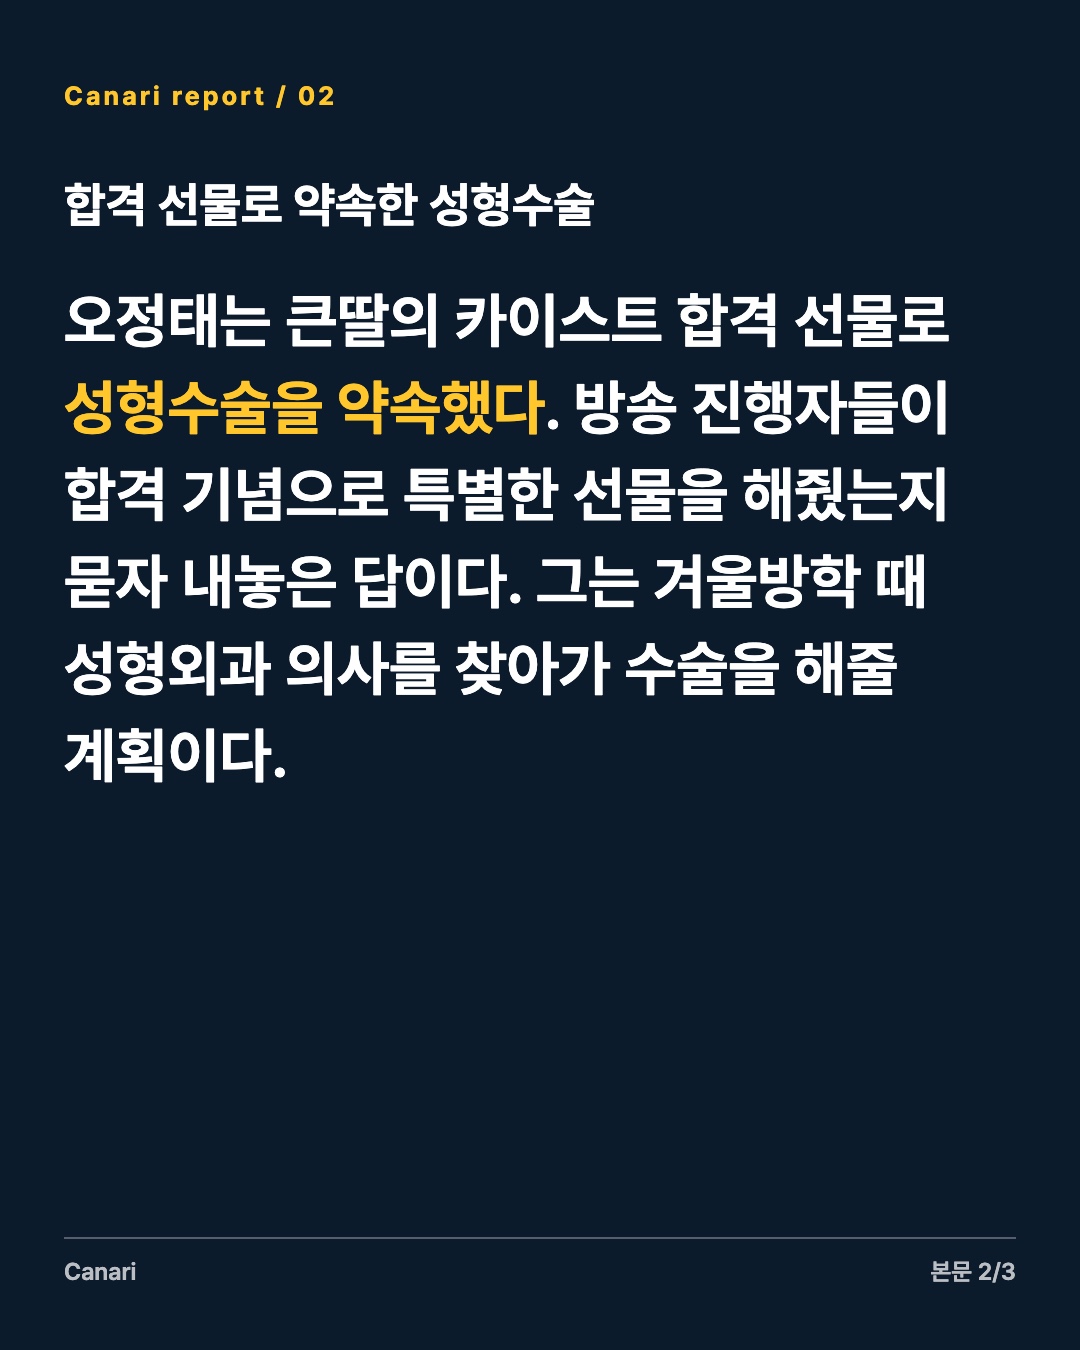 Canari report / 02
합격 선물로 약속한 성형수술
오정태는 큰딸의 카이스트 합격 선물로
성형수술을 약속했다. 방송 진행자들이
합격 기념으로 특별한 선물을 해줬는지
묻자 내놓은 답이다. 그는 겨울방학 때
성형외과 의사를 찾아가 수술을 해줄
계획이다.
Canari
본문 2/3